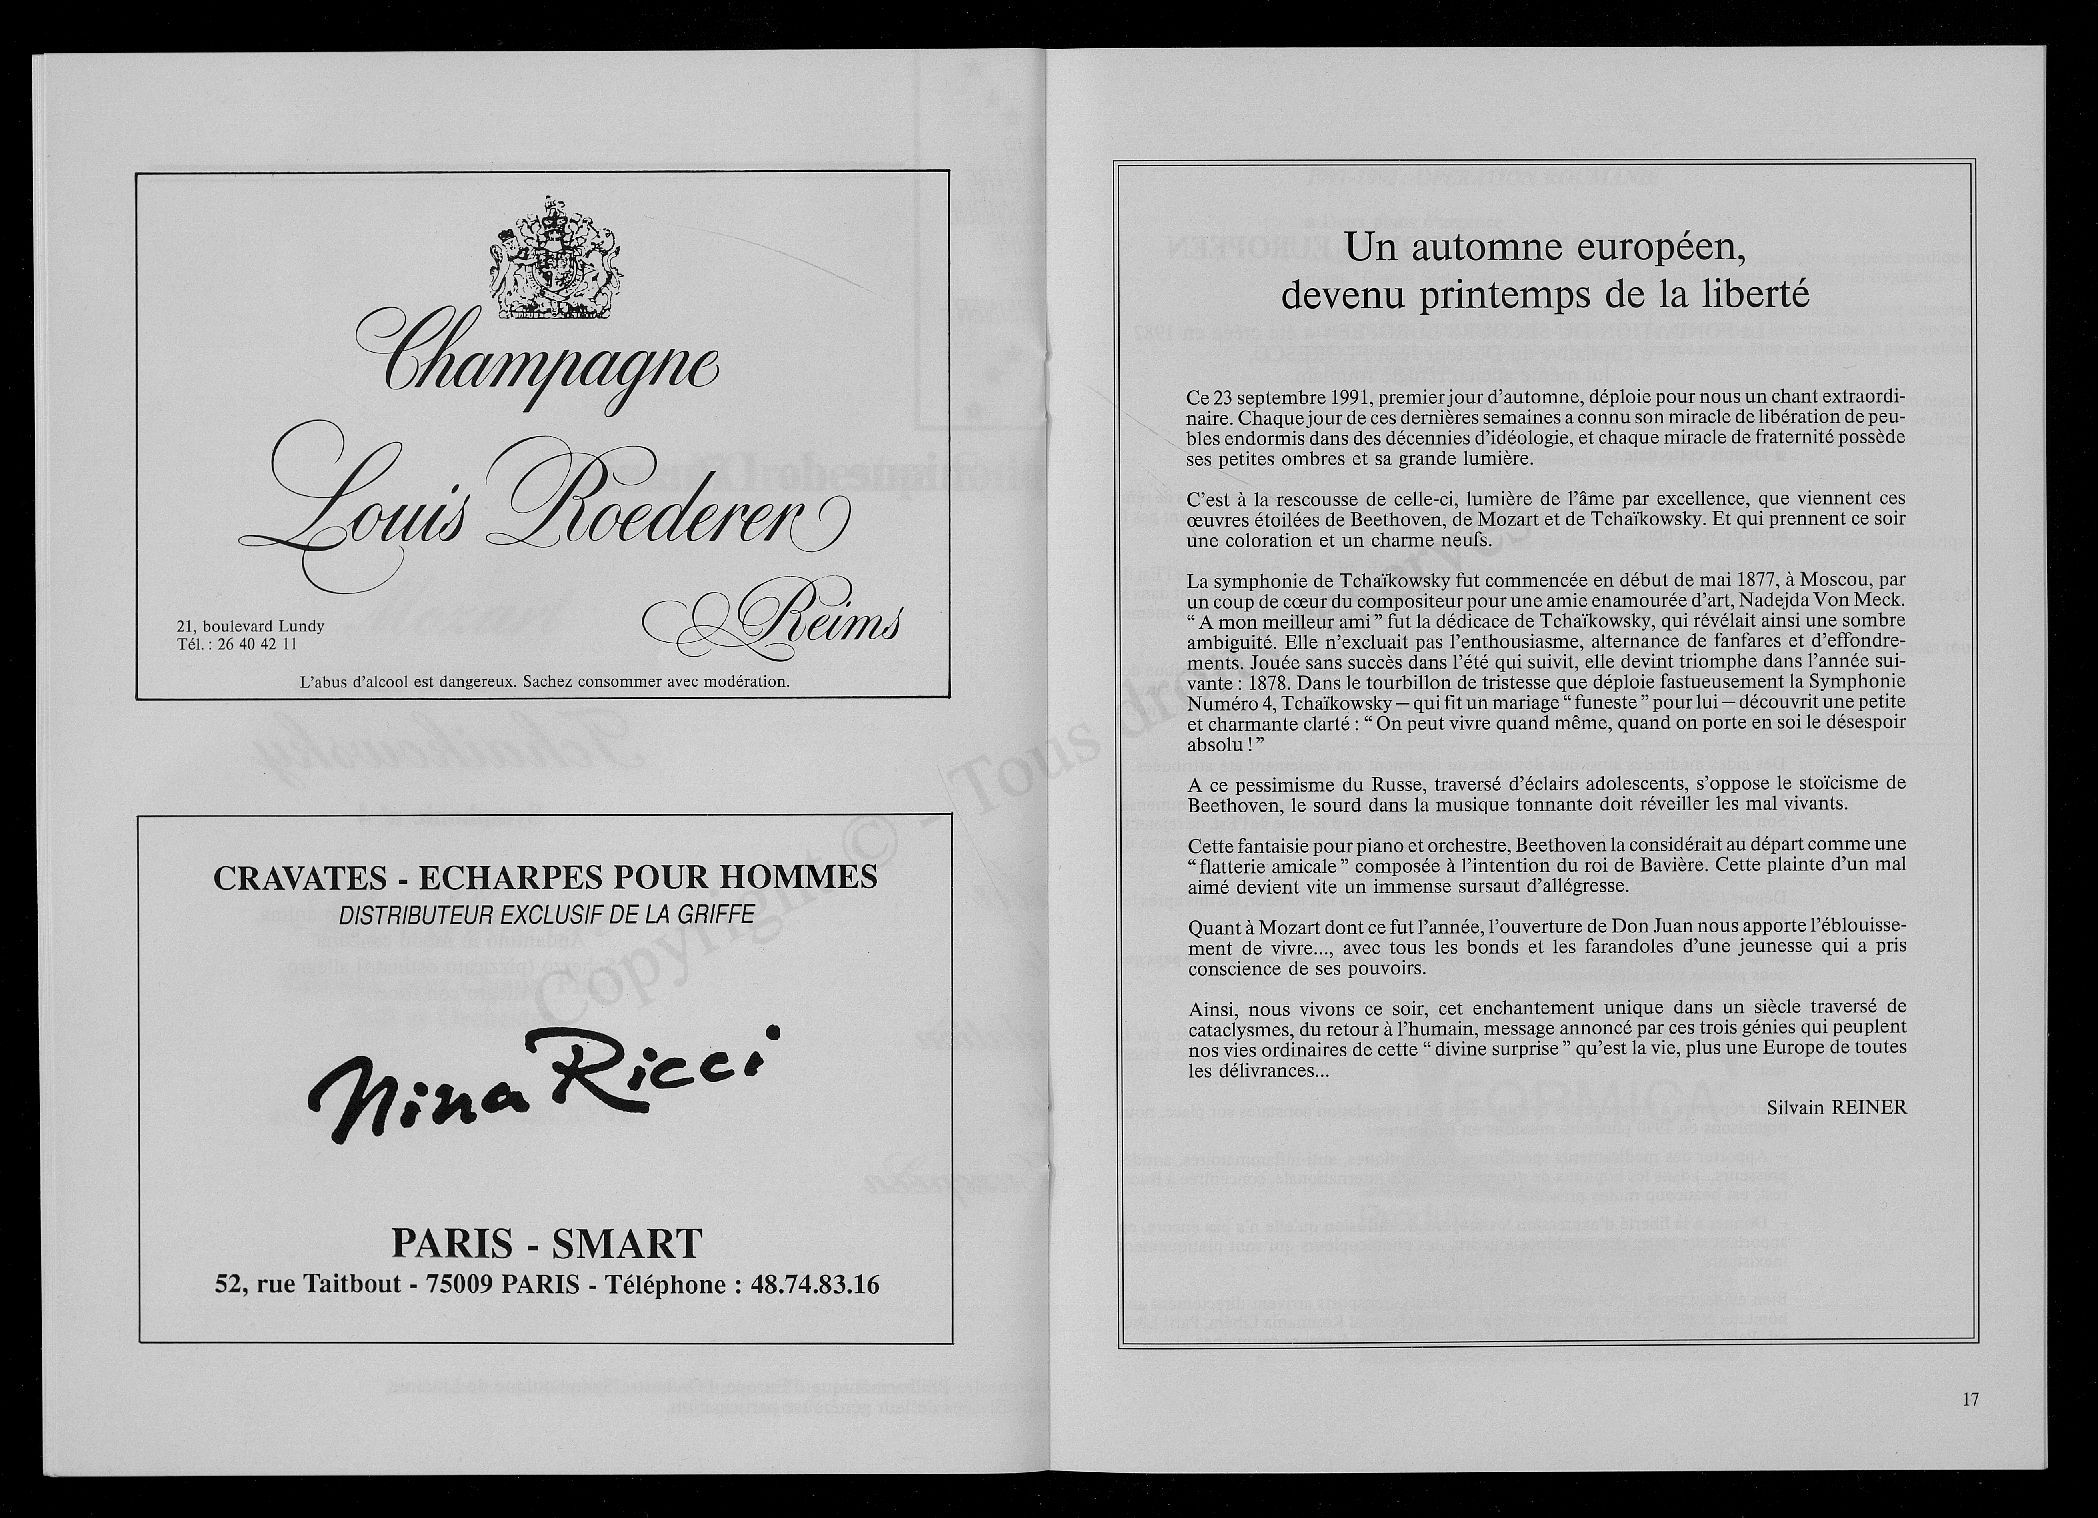 Champagne
Louis Roederer
Reims
21, boulevard Lundy
Tél. : 26 40 42 11
L'abus d'alcool est dangereux. Sachez consommer avec modération.
CRAVATES - ECHARPES POUR HOMMES
DISTRIBUTEUR EXCLUSIF DE LA GRIFFE
Nina Ricci
PARIS - SMART
52, rue Taitbout - 75009 PARIS - Téléphone : 48.74.83.16
Copyright © - Tous dro
Un automne européen,
devenu printemps de la liberté
Ce 23 septembre 1991, premier jour d'automne, déploie pour nous un chant extraordi-
naire. Chaque jour de ces dernières semaines a connu son miracle de libération de peu-
bles endormis dans des décennies d'idéologie, et chaque miracle de fraternité possède
ses petites ombres et sa grande lumière.
C'est à la rescousse de celle-ci, lumière de l'âme par excellence, que viennent ces
œuvres étoilées de Beethoven, de Mozart et de Tchaïkowsky. Et qui prennent ce soir
une coloration et un charme neufs.
La symphonie de Tchaïkowsky fut commencée en début de mai 1877, à Moscou, par
un coup de cœur du compositeur pour une amie enamourée d'art, Nadejda Von Meck.
“ A mon meilleur ami ” fut la dédicace de Tchaïkowsky, qui révélait ainsi une sombre
ambiguité. Elle n'excluait pas l'enthousiasme, alternance de fanfares et d'effondre-
ments. Jouée sans succès dans l'été qui suivit, elle devint triomphe dans l'année sui-
vante : 1878. Dans le tourbillon de tristesse que déploie fastueusement la Symphonie
Numéro 4, Tchaïkowsky — qui fit un mariage “ funeste ” pour lui — découvrit une petite
et charmante clarté : “ On peut vivre quand même, quand on porte en soi le désespoir
absolu ! ”
A ce pessimisme du Russe, traversé d'éclairs adolescents, s'oppose le stoïcisme de
Beethoven, le sourd dans la musique tonnante doit réveiller les mal vivants.
Cette fantaisie pour piano et orchestre, Beethoven la considérait au départ comme une
“ flatterie amicale ” composée à l'intention du roi de Bavière. Cette plainte d'un mal
aimé devient vite un immense sursaut d'allégresse.
Quant à Mozart dont ce fut l'année, l'ouverture de Don Juan nous apporte l'éblouisse-
ment de vivre..., avec tous les bonds et les farandoles d'une jeunesse qui a pris
conscience de ses pouvoirs.
Ainsi, nous vivons ce soir, cet enchantement unique dans un siècle traversé de
cataclysmes, du retour à l'humain, message annoncé par ces trois génies qui peuplent
nos vies ordinaires de cette “ divine surprise ” qu'est la vie, plus une Europe de toutes
les délivrances...
Silvain REINER
17